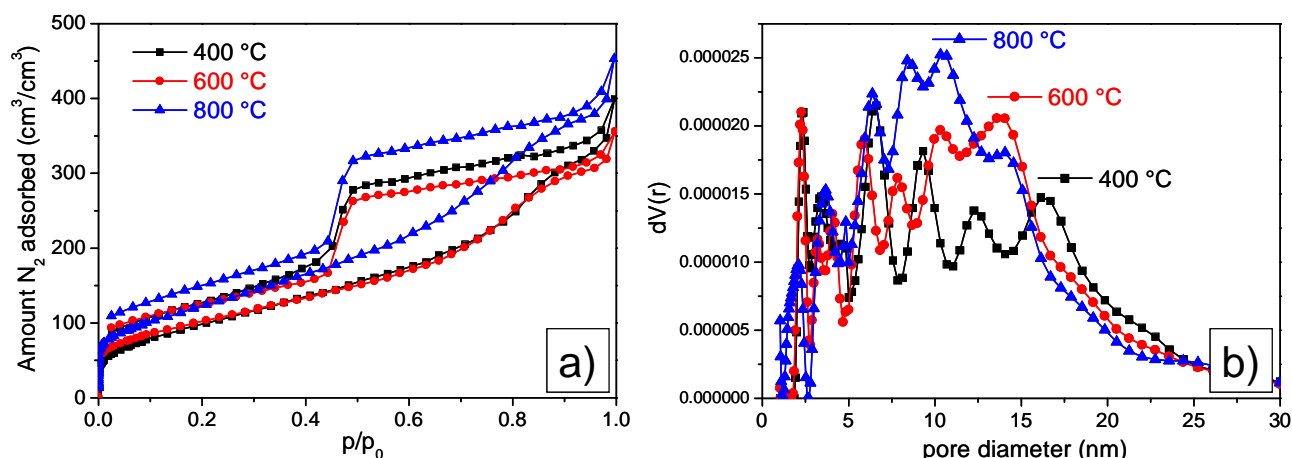 500
400
300
200
100
0
Amount N2 adsorbed (cm3/cm3)
400 °C
600 °C
800 °C
a)
0.0 0.2 0.4 0.6 0.8 1.0
p/p0
0.000025
0.000020
0.000015
0.000010
0.000005
0.000000
dV(r)
800 °C
600 °C
400 °C
b)
0 5 10 15 20 25 30
pore diameter (nm)